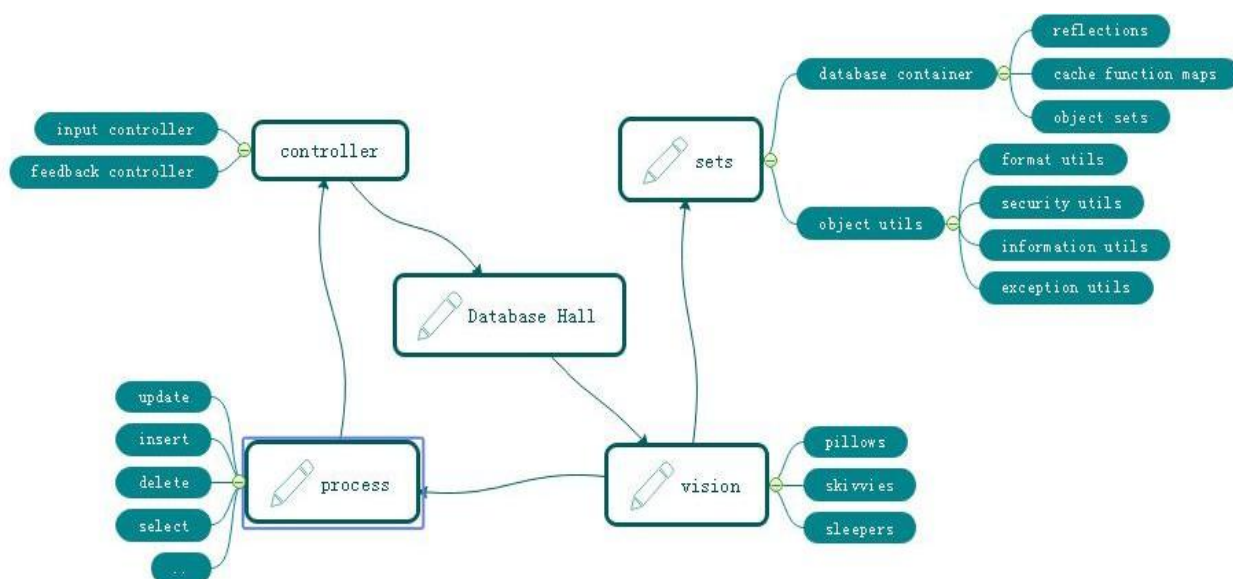 reflections
database container
cache function maps
object sets
input controller
controller
feedback controller
sets
format utils
security utils
object utils
information utils
exception utils
Database Hall
update
insert
delete
process
select
..
pillows
vision
skivvies
sleepers